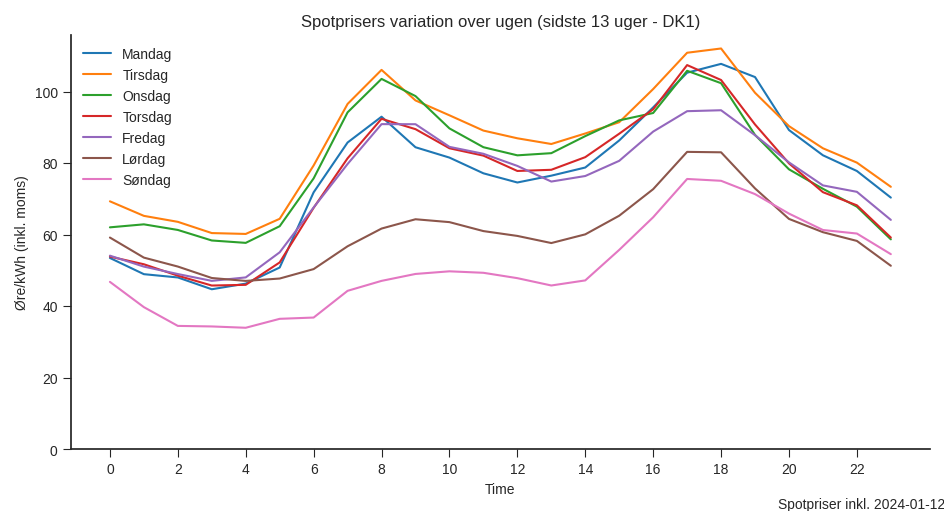 Spotprisers variation over ugen (sidste 13 uger - DK1)
Mandag
Tirsdag
Onsdag
Torsdag
Fredag
Lørdag
Søndag
Øre/kWh (inkl. moms)
100
80
60
40
20
0
0 2 4 6 8 10 12 14 16 18 20 22
Time
Spotpriser inkl. 2024-01-12